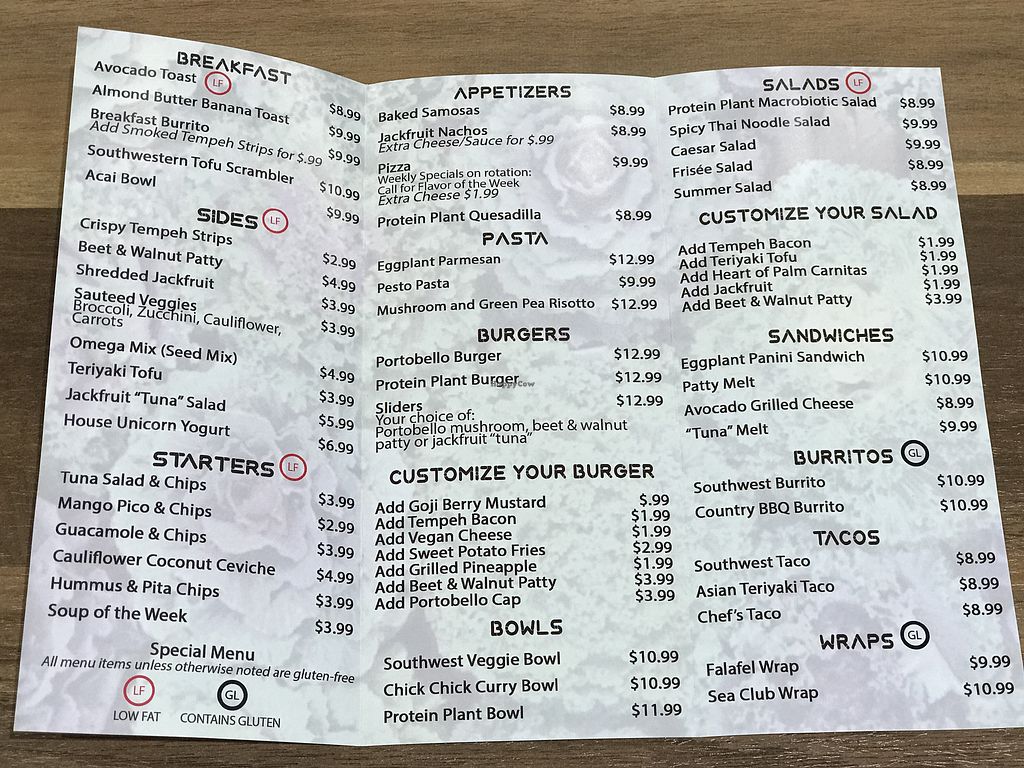 BREAKFAST
Avocado Toast LF $8.99
Almond Butter Banana Toast $9.99
Breakfast Burrito $9.99
Add Smoked Tempeh Strips for $.99
Southwestern Tofu Scrambler $10.99
Acai Bowl $9.99
SIDES LF
Crispy Tempeh Strips $2.99
Beet & Walnut Patty $4.99
Shredded Jackfruit $3.99
Sauteed Veggies $3.99
Broccoli, Zucchini, Cauliflower,
Carrots
Omega Mix (Seed Mix) $4.99
Teriyaki Tofu $3.99
Jackfruit “Tuna” Salad $5.99
House Unicorn Yogurt $6.99
STARTERS LF
Tuna Salad & Chips $3.99
Mango Pico & Chips $2.99
Guacamole & Chips $3.99
Cauliflower Coconut Ceviche $4.99
Hummus & Pita Chips $3.99
Soup of the Week $3.99
Special Menu
All menu items unless otherwise noted are gluten-free
LF GL
LOW FAT CONTAINS GLUTEN
APPETIZERS
Baked Samosas $8.99
Jackfruit Nachos $8.99
Extra Cheese/Sauce for $.99
Pizza $9.99
Weekly Specials on rotation:
Call for Flavor of the Week
Extra Cheese $1.99
Protein Plant Quesadilla $8.99
PASTA
Eggplant Parmesan $12.99
Pesto Pasta $9.99
Mushroom and Green Pea Risotto $12.99
BURGERS
Portobello Burger $12.99
Protein Plant Burger $12.99
HappyCow
Sliders $12.99
Your choice of:
Portobello mushroom, beet & walnut
patty or jackfruit “tuna”
CUSTOMIZE YOUR BURGER
Add Goji Berry Mustard $.99
Add Tempeh Bacon $1.99
Add Vegan Cheese $1.99
Add Sweet Potato Fries $2.99
Add Grilled Pineapple $1.99
Add Beet & Walnut Patty $3.99
Add Portobello Cap $3.99
BOWLS
Southwest Veggie Bowl $10.99
Chick Chick Curry Bowl $10.99
Protein Plant Bowl $11.99
SALADS LF
Protein Plant Macrobiotic Salad $8.99
Spicy Thai Noodle Salad $9.99
Caesar Salad $9.99
Frisée Salad $8.99
Summer Salad $8.99
CUSTOMIZE YOUR SALAD
Add Tempeh Bacon $1.99
Add Teriyaki Tofu $1.99
Add Heart of Palm Carnitas $1.99
Add Jackfruit $1.99
Add Beet & Walnut Patty $3.99
SANDWICHES
Eggplant Panini Sandwich $10.99
Patty Melt $10.99
Avocado Grilled Cheese $8.99
“Tuna” Melt $9.99
BURRITOS GL
Southwest Burrito $10.99
Country BBQ Burrito $10.99
TACOS
Southwest Taco $8.99
Asian Teriyaki Taco $8.99
Chef’s Taco $8.99
WRAPS GL
Falafel Wrap $9.99
Sea Club Wrap $10.99